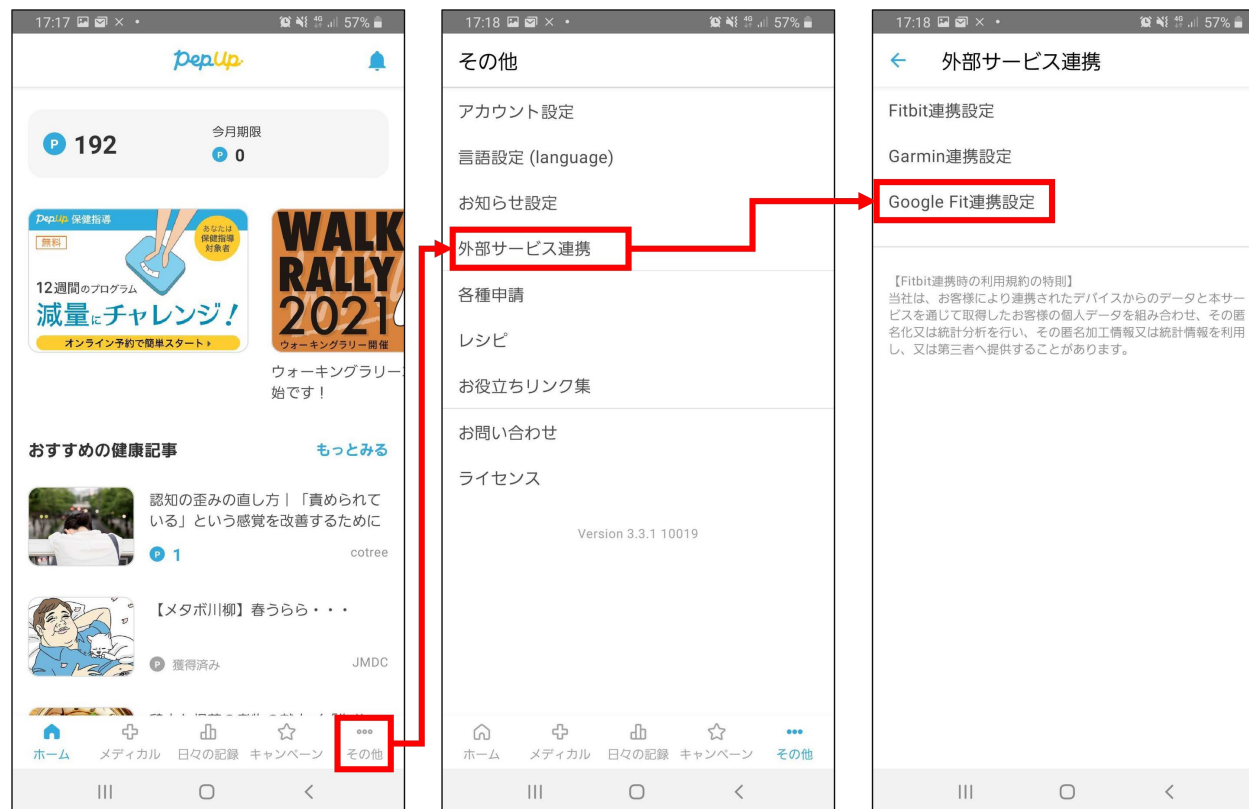 17:17
4G
57%
PepUp
P 192
今月期限
P 0
PepUp 保健指導
無料
あなたは
保健指導
対象者
12週間のプログラム
減量にチャレンジ！
オンライン予約で簡単スタート
WALK
RALLY
2021
ウォーキングラリー開催
ウォーキングラリー
始です！
おすすめの健康記事
もっとみる
認知の歪みの直し方｜「責められて
いる」という感覚を改善するために
P 1
cotree
【メタボ川柳】春うらら・・・
P 獲得済み
JMDC
ホーム
メディカル
日々の記録
キャンペーン
その他
17:18
4G
57%
その他
アカウント設定
言語設定 (language)
お知らせ設定
外部サービス連携
各種申請
レシピ
お役立ちリンク集
お問い合わせ
ライセンス
Version 3.3.1 10019
ホーム
メディカル
日々の記録
キャンペーン
その他
17:18
4G
57%
外部サービス連携
Fitbit連携設定
Garmin連携設定
Google Fit連携設定
【Fitbit連携時の利用規約の特則】
当社は、お客様により連携されたデバイスからのデータと本サー
ビスを通じて取得したお客様の個人データを組み合わせ、その匿
名化又は統計分析を行い、その匿名加工情報又は統計情報を利用
し、又は第三者へ提供することがあります。